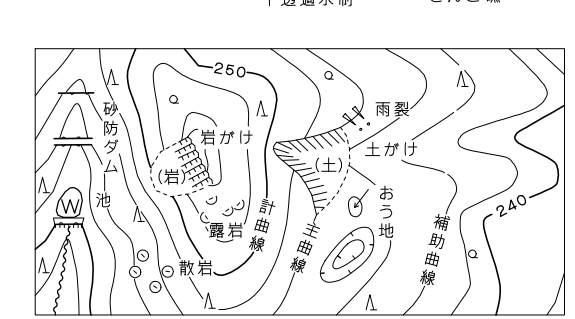 250
砂防ダム
雨裂
岩がけ
土がけ
(土)
(岩)
おう地
池
W
240
計曲線
露岩
主曲線
補助曲線
散岩